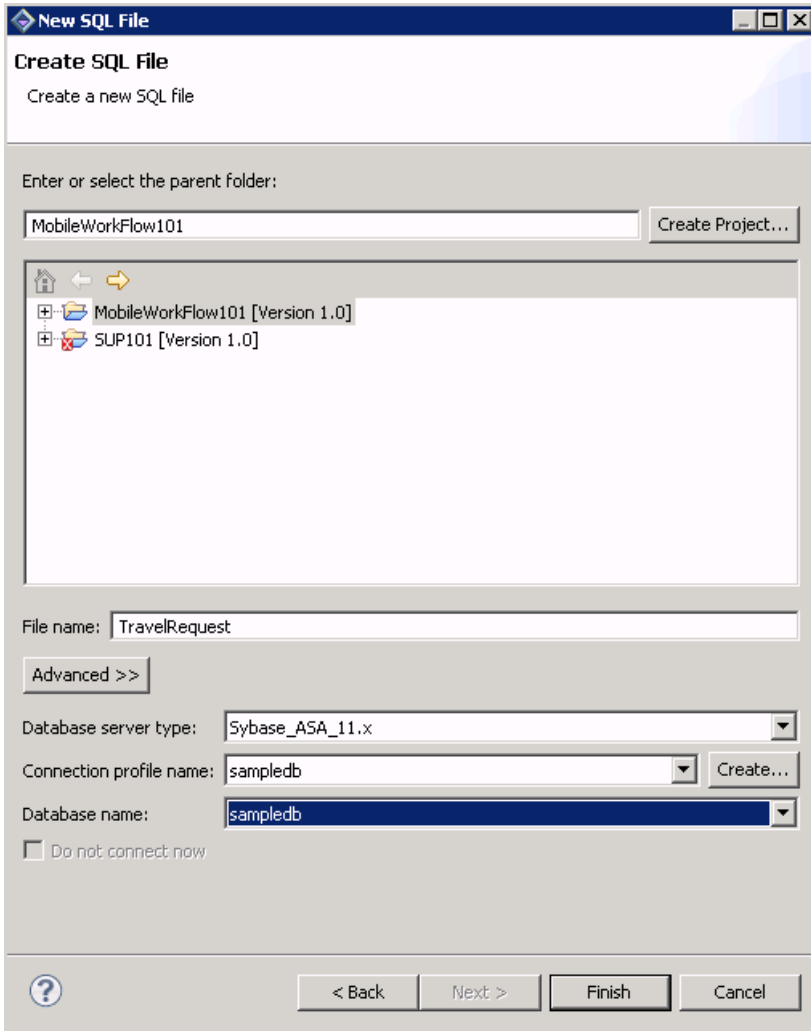 New SQL File
Create SQL File
Create a new SQL file
Enter or select the parent folder:
MobileWorkFlow101 Create Project...
MobileWorkFlow101 [Version 1.0]
SUP101 [Version 1.0]
File name: TravelRequest
Advanced >>
Database server type: Sybase_ASA_11.x
Connection profile name: sampledb Create...
Database name: sampledb
Do not connect now
? < Back Next > Finish Cancel